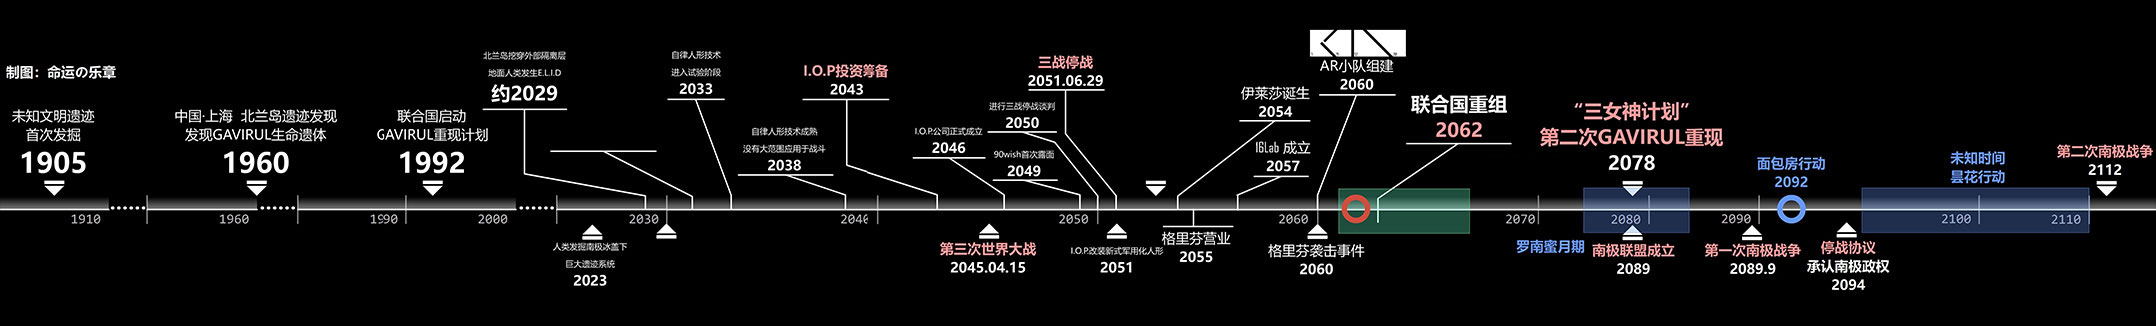 制图：命运の乐章
未知文明遗迹
首次发掘
1905
中国·上海 北兰岛遗迹发现
发现GAVIRUL生命遗体
1960
联合国启动
GAVIRUL重现计划
1992
北兰岛挖穿外部隔离层
地面人类发生E.L.I.D
约2029
自律人形技术
进入试验阶段
2033
自律人形技术成熟
没有大范围应用于战斗
2038
I.O.P投资筹备
2043
I.O.P.公司正式成立
2046
进行三战停战谈判
2050
90wish首次露面
2049
三战停战
2051.06.29
伊莱莎诞生
2054
16Lab 成立
2057
AR小队组建
2060
联合国重组
2062
“三女神计划”
第二次GAVIRUL重现
2078
面包房行动
2092
未知时间
昙花行动
第二次南极战争
2112
1910
1960
1990
2000
2030
2040
2050
2060
2070
2080
2090
2100
2110
人类发掘南极冰盖下
巨大遗迹系统
2023
第三次世界大战
2045.04.15
I.O.P.改装新式军用化人形
2051
格里芬营业
2055
格里芬袭击事件
2060
罗南蜜月期
南极联盟成立
2089
第一次南极战争
2089.9
停战协议
承认南极政权
2094